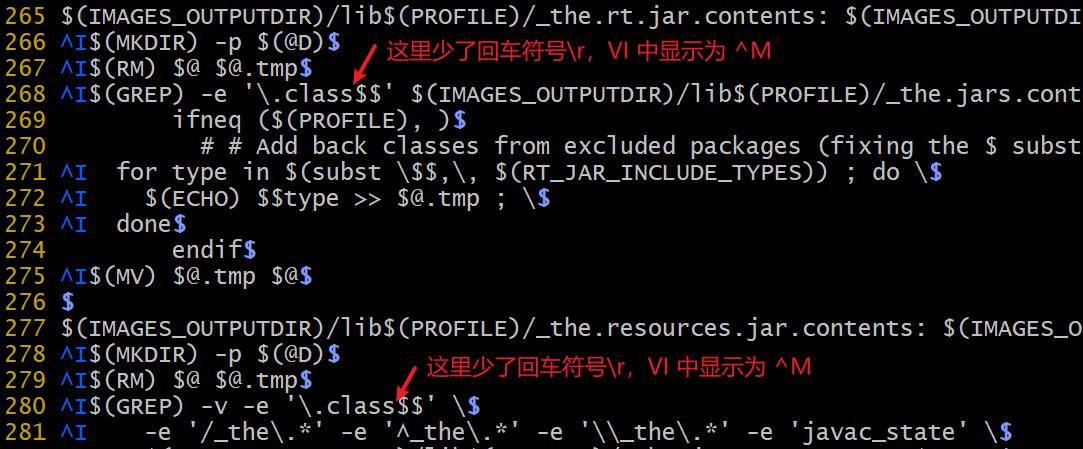 265 $(IMAGES_OUTPUTDIR)/lib$(PROFILE)/_the.rt.jar.contents: $(IMAGES_OUTPUTDI
266 ^I$(MKDIR) -p $(@D)$
这里少了回车符号\r，VI 中显示为 ^M
267 ^I$(RM) $@ $@.tmp$
268 ^I$(GREP) -e '\.class$$' $(IMAGES_OUTPUTDIR)/lib$(PROFILE)/_the.jars.cont
269         ifneq ($(PROFILE), )$
270           # # Add back classes from excluded packages (fixing the $ subst
271 ^I  for type in $(subst \$$,\, $(RT_JAR_INCLUDE_TYPES)) ; do \$
272 ^I    $(ECHO) $$type >> $@.tmp ; \$
273 ^I  done$
274         endif$
275 ^I$(MV) $@.tmp $@$
276 $
277 $(IMAGES_OUTPUTDIR)/lib$(PROFILE)/_the.resources.jar.contents: $(IMAGES_O
278 ^I$(MKDIR) -p $(@D)$
这里少了回车符号\r，VI 中显示为 ^M
279 ^I$(RM) $@ $@.tmp$
280 ^I$(GREP) -v -e '\.class$$' \$
281 ^I    -e '/_the\.*' -e '^_the\.*' -e '\\_the\.*' -e 'javac_state' \$